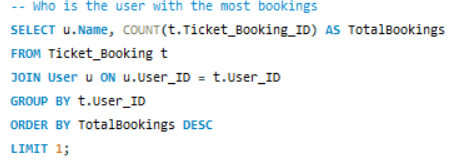 -- Who is the user with the most bookings
SELECT u.Name, COUNT(t.Ticket_Booking_ID) AS TotalBookings
FROM Ticket_Booking t
JOIN User u ON u.User_ID = t.User_ID
GROUP BY t.User_ID
ORDER BY TotalBookings DESC
LIMIT 1;